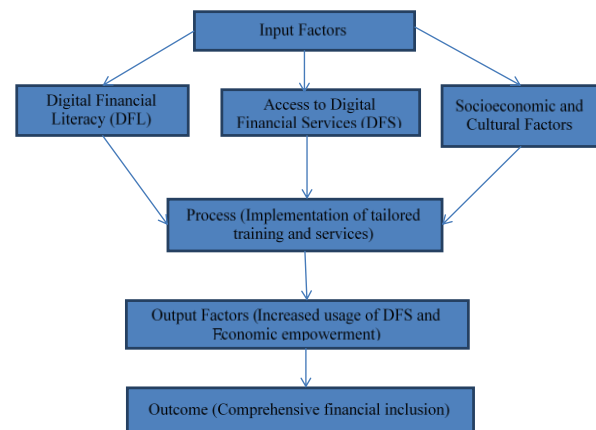 Input Factors
Digital Financial
Literacy (DFL)
Access to Digital
Financial Services (DFS)
Socioeconomic and
Cultural Factors
Process (Implementation of tailored
training and services)
Output Factors (Increased usage of DFS and
Economic empowerment)
Outcome (Comprehensive financial inclusion)